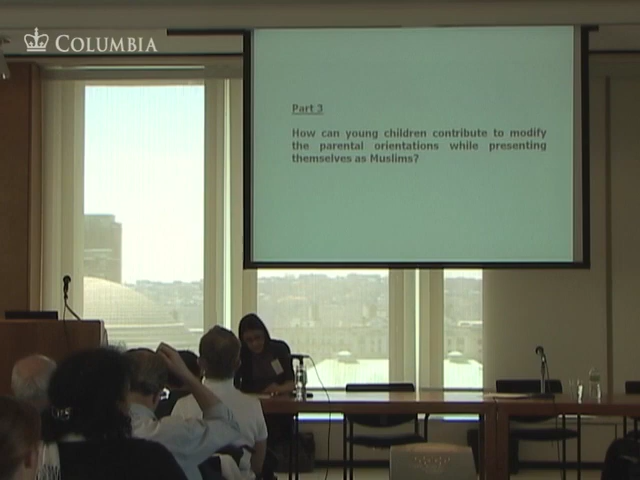 COLUMBIA
Part 3
How can young children contribute to modify
the parental orientations while presenting
themselves as Muslims?